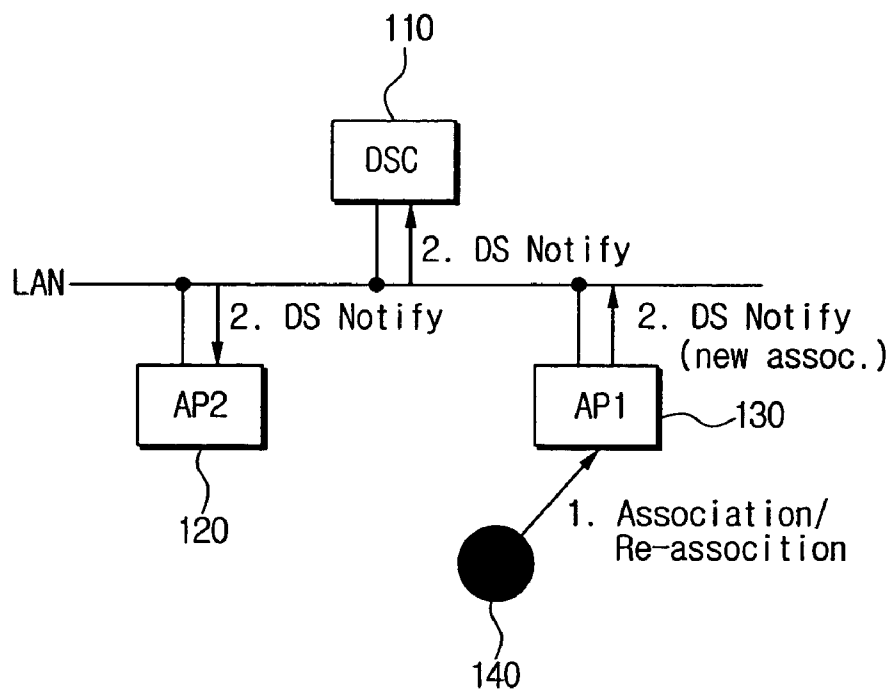 110
DSC
2. DS Notify
LAN
2. DS Notify
2. DS Notify
(new assoc.)
AP2
AP1
130
120
1. Association/
Re-assocition
140